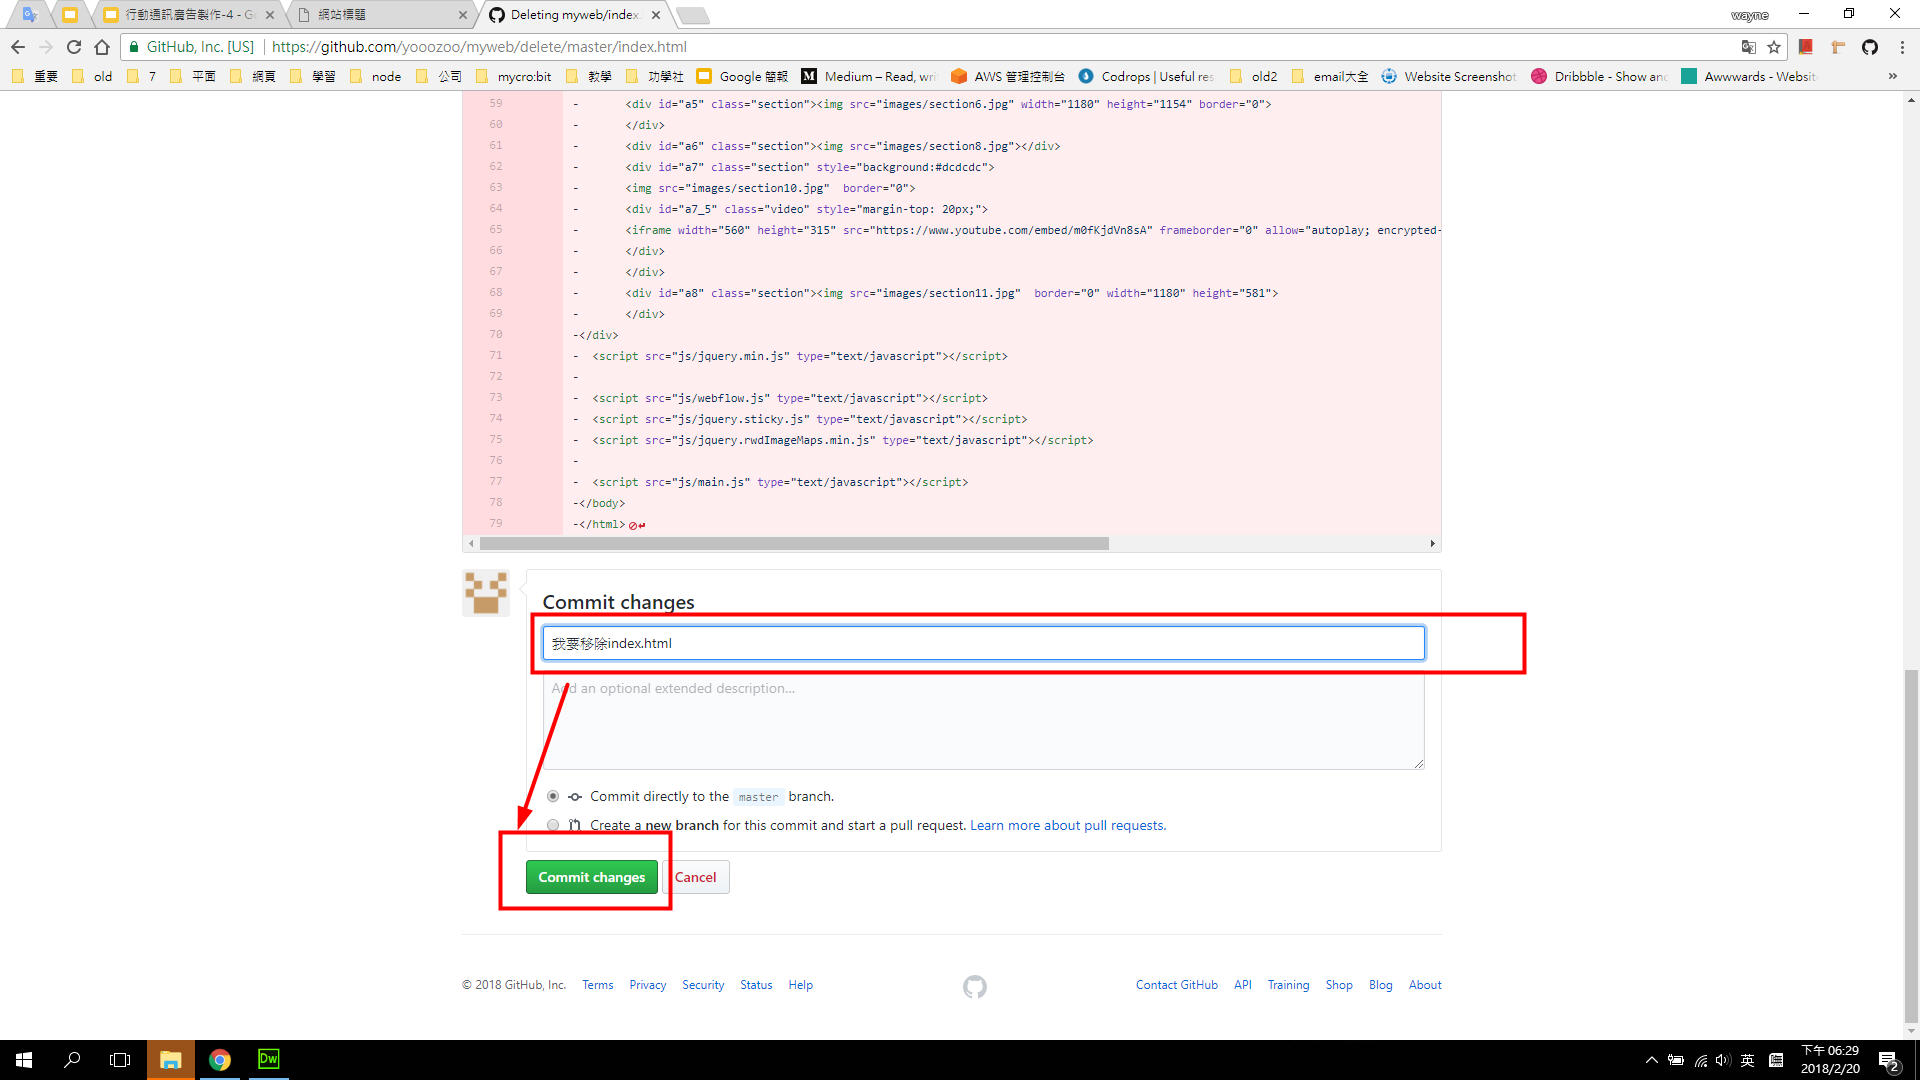 行動通訊廣告製作-4 - G
網站標題
Deleting myweb/index.
wayne
GitHub, Inc. [US]
https://github.com/yooozoo/myweb/delete/master/index.html
重要 old 7 平面 網頁 學習 node 公司 mycro:bit 教學 功學社 Google 簡報 Medium – Read, wri AWS 管理控制台 Codrops | Useful res old2 email大全 Website Screenshot Dribbble - Show and Awwwards - Websit »
59 - <div id="a5" class="section"><img src="images/section6.jpg" width="1180" height="1154" border="0">
60 - </div>
61 - <div id="a6" class="section"><img src="images/section8.jpg"></div>
62 - <div id="a7" class="section" style="background:#dcdcdc">
63 - <img src="images/section10.jpg"  border="0">
64 - <div id="a7_5" class="video" style="margin-top: 20px;">
65 - <iframe width="560" height="315" src="https://www.youtube.com/embed/m0fKjdVn8sA" frameborder="0" allow="autoplay; encrypted-
66 - </div>
67 - </div>
68 - <div id="a8" class="section"><img src="images/section11.jpg"  border="0" width="1180" height="581">
69 - </div>
70 -</div>
71 - <script src="js/jquery.min.js" type="text/javascript"></script>
72 -
73 - <script src="js/webflow.js" type="text/javascript"></script>
74 - <script src="js/jquery.sticky.js" type="text/javascript"></script>
75 - <script src="js/jquery.rwdImageMaps.min.js" type="text/javascript"></script>
76 -
77 - <script src="js/main.js" type="text/javascript"></script>
78 -</body>
79 -</html>
Commit changes
我要移除index.html
Add an optional extended description...
Commit directly to the master branch.
Create a new branch for this commit and start a pull request. Learn more about pull requests.
Commit changes
Cancel
© 2018 GitHub, Inc. Terms Privacy Security Status Help
Contact GitHub API Training Shop Blog About
Dw
英
下午 06:29
2018/2/20
2